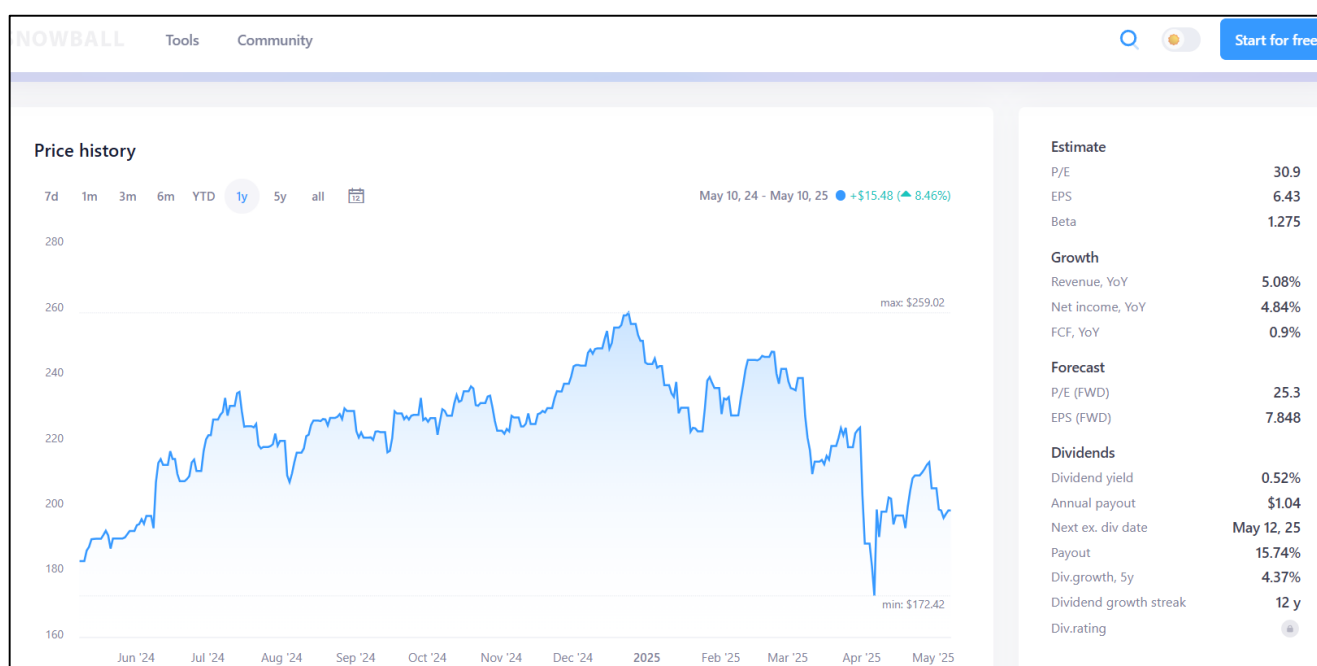 NOWBALL Tools Community Start for free
Price history
7d 1m 3m 6m YTD 1y 5y all 12 May 10, 24 - May 10, 25 +$15.48 (▲ 8.46%)
280
260
240
220
200
180
160
max: $259.02
min: $172.42
Jun '24 Jul '24 Aug '24 Sep '24 Oct '24 Nov '24 Dec '24 2025 Feb '25 Mar '25 Apr '25 May '25
Estimate
P/E 30.9
EPS 6.43
Beta 1.275
Growth
Revenue, YoY 5.08%
Net income, YoY 4.84%
FCF, YoY 0.9%
Forecast
P/E (FWD) 25.3
EPS (FWD) 7.848
Dividends
Dividend yield 0.52%
Annual payout $1.04
Next ex. div date May 12, 25
Payout 15.74%
Div.growth, 5y 4.37%
Dividend growth streak 12 y
Div.rating